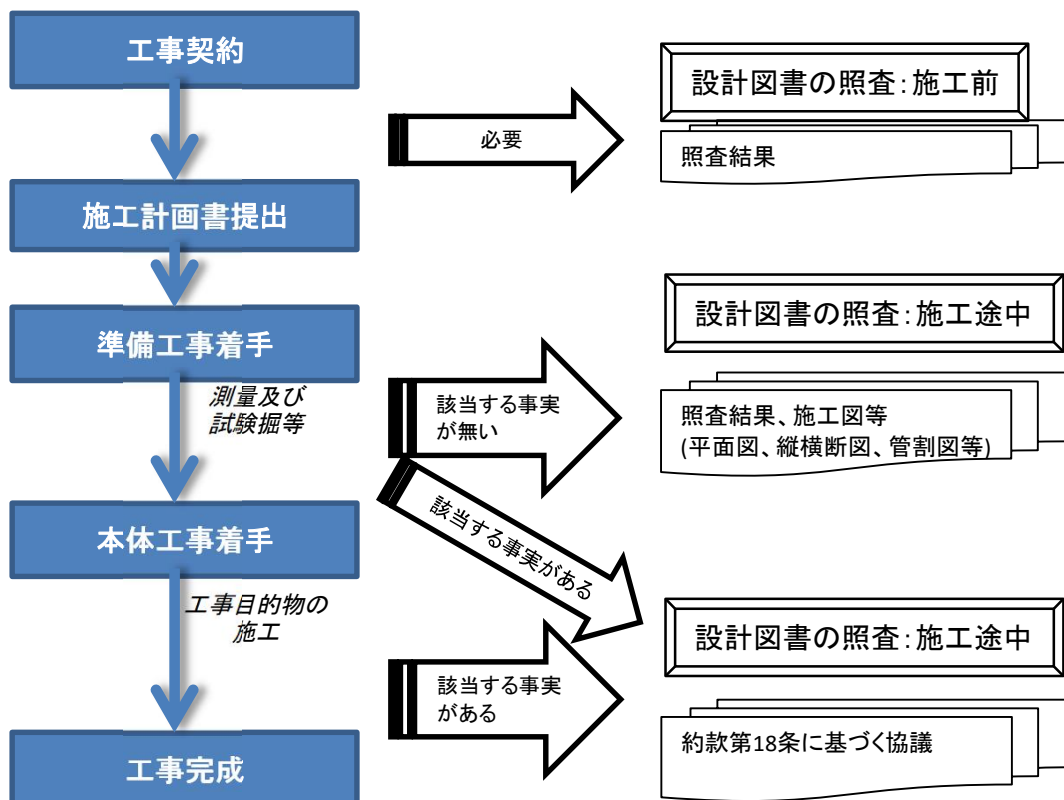 工事契約
設計図書の照査：施工前
必要
照査結果
施工計画書提出
設計図書の照査：施工途中
準備工事着手
測量及び
試験掘等
該当する事実
が無い
照査結果、施工図等
(平面図、縦横断図、管割図等)
該当する事実がある
本体工事着手
工事目的物の
施工
設計図書の照査：施工途中
該当する事実
がある
約款第18条に基づく協議
工事完成